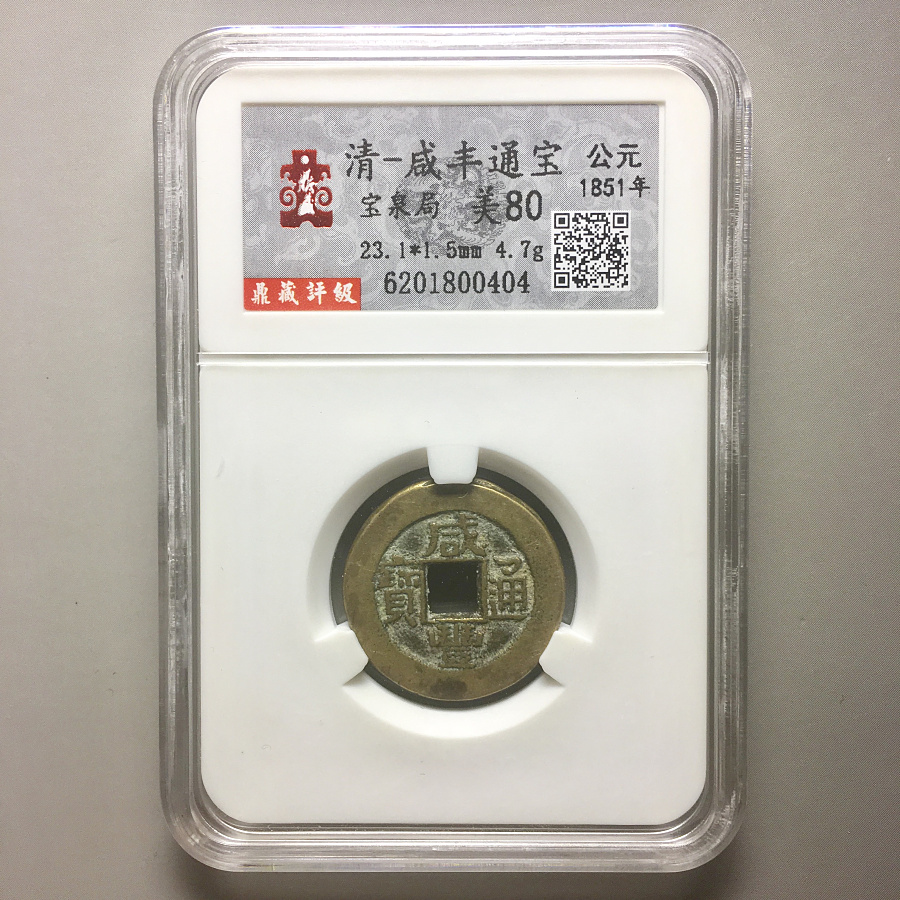 清-咸丰通宝 公元
宝泉局 美80 1851年
23.1*1.5mm 4.7g
6201800404
鼎藏評級
咸
寶 通
豐